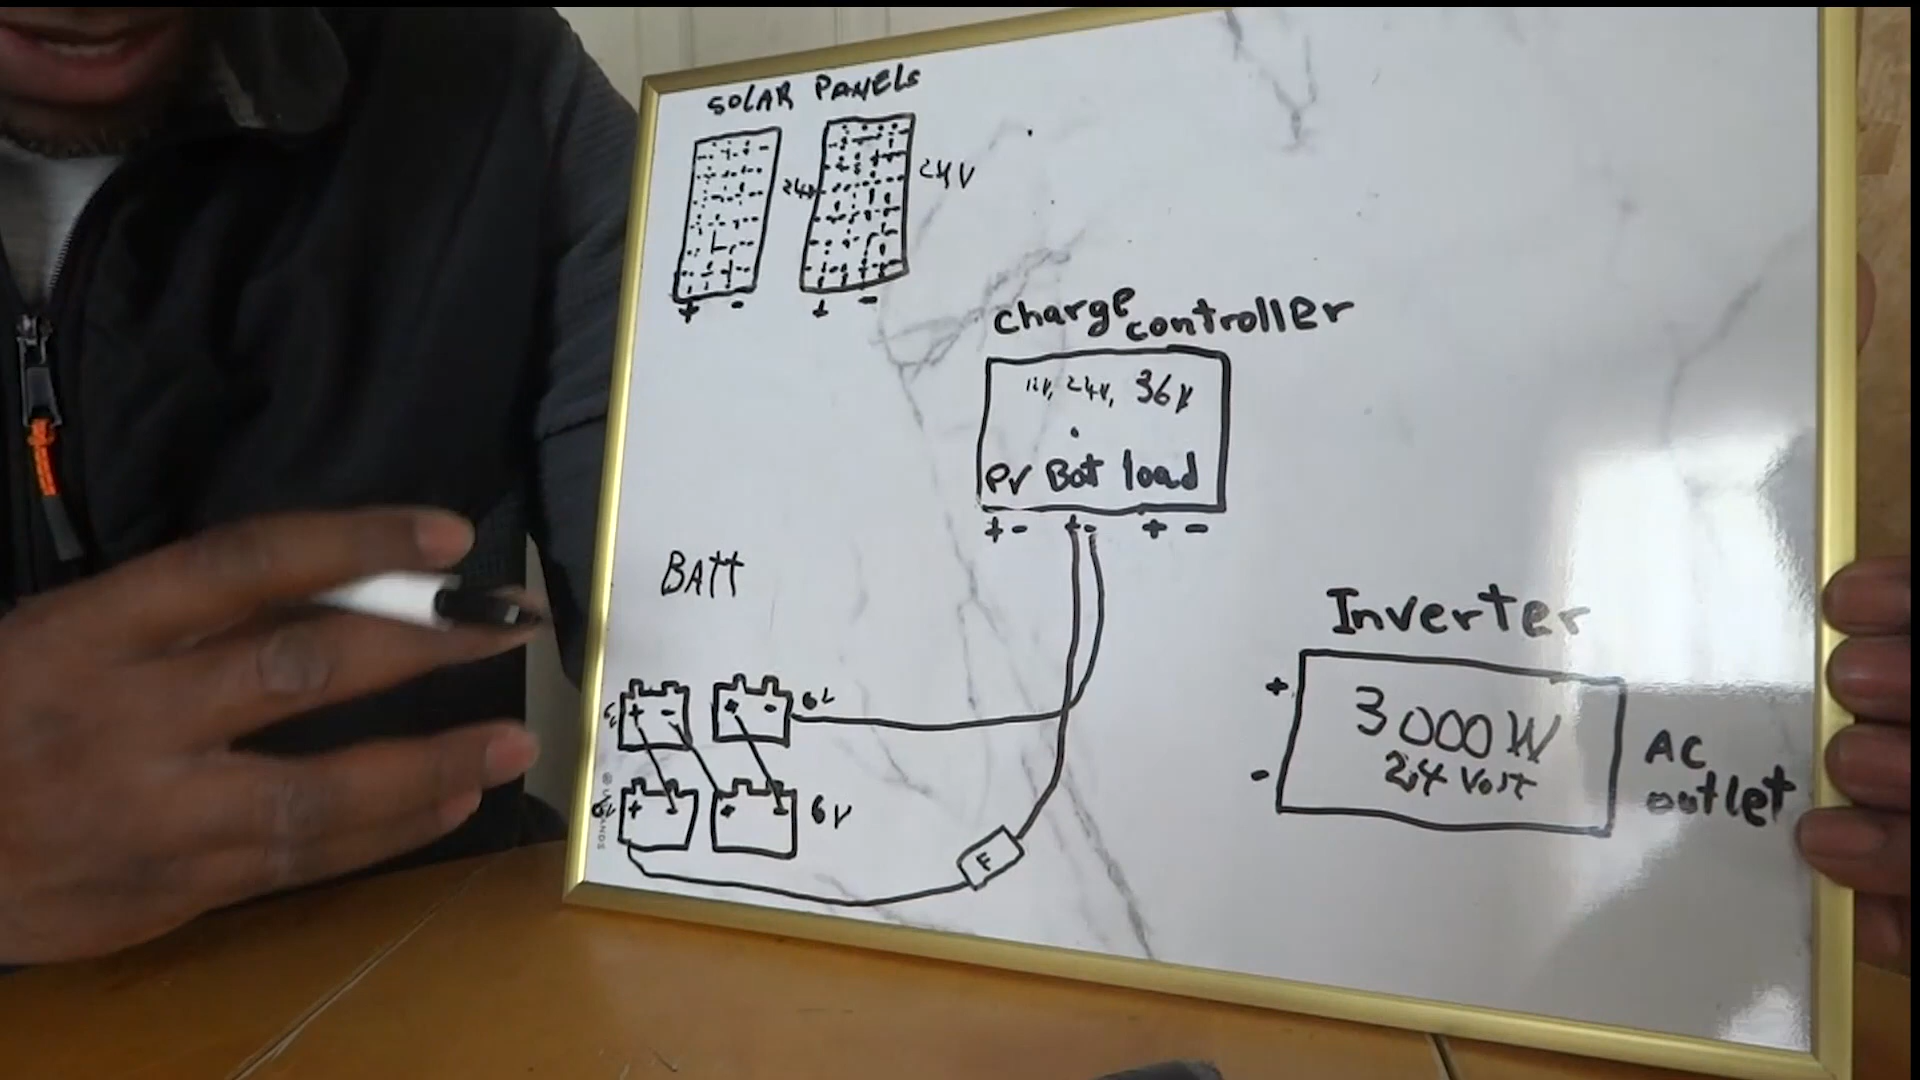 SOLAR PANELS
24V
24V
+ - + -
charge controller
12V, 24V, 36V
PV Bat load
+ - + - + -
BAtt
Inverter
+
3000W
24 Volt
-
AC
outlet
6V + - + - 6V
6V + - + - 6V
F